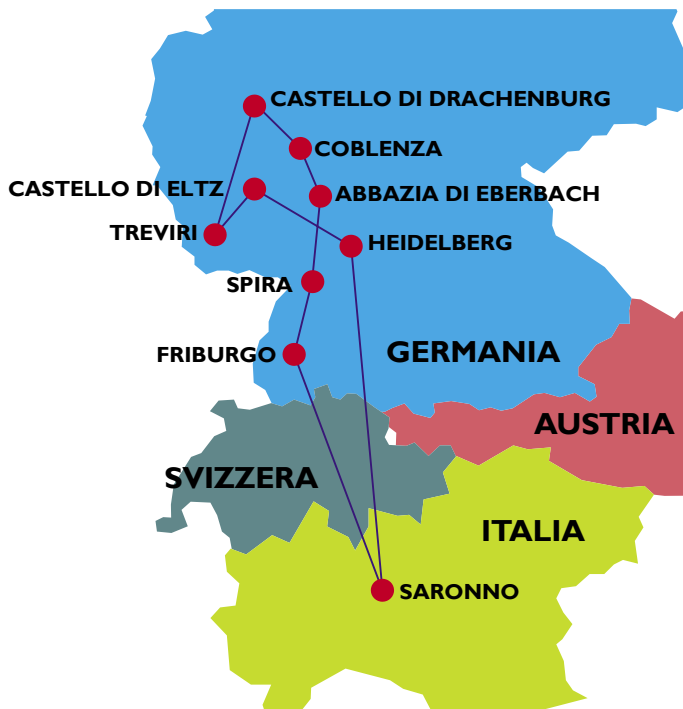 CASTELLO DI DRACHENBURG
COBLENZA
CASTELLO DI ELTZ
ABBAZIA DI EBERBACH
TREVIRI
HEIDELBERG
SPIRA
FRIBURGO
GERMANIA
AUSTRIA
SVIZZERA
ITALIA
SARONNO